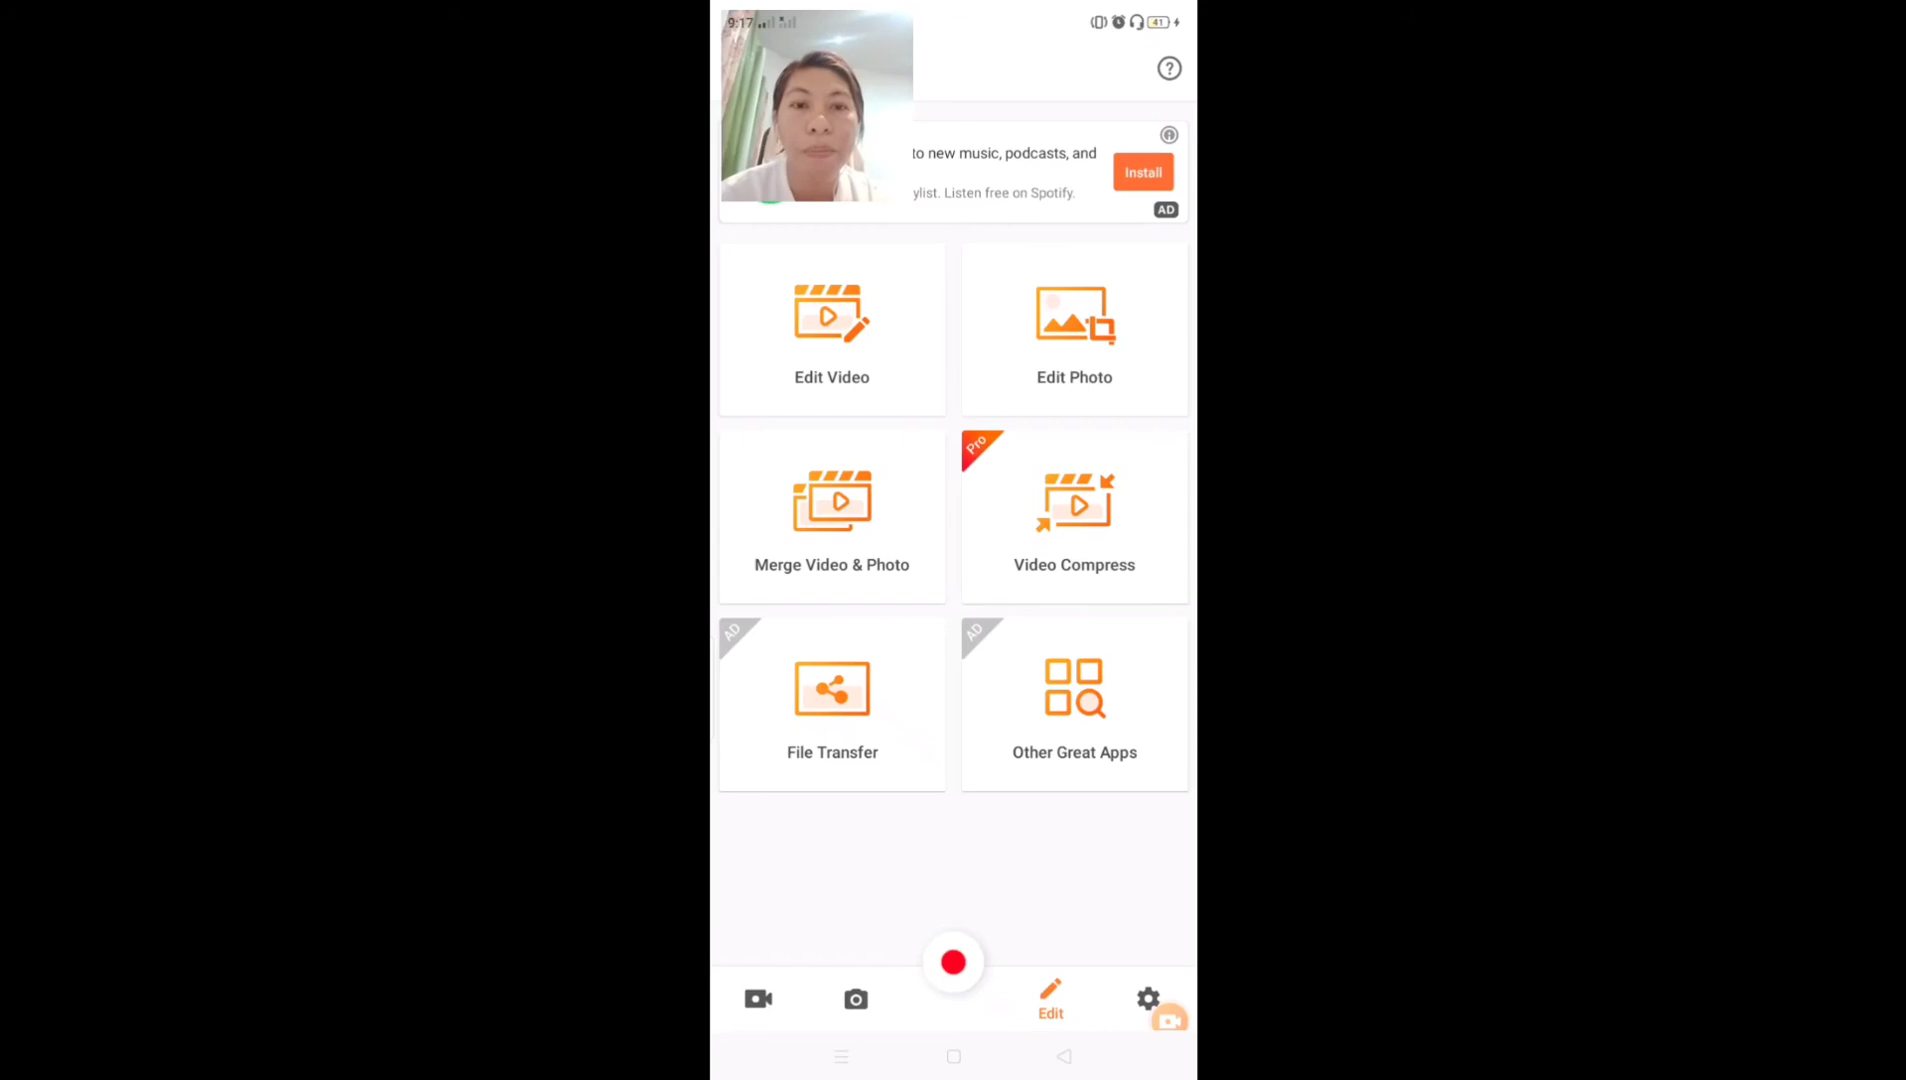 9:17
41
to new music, podcasts, and
ylist. Listen free on Spotify.
Install
AD
Edit Video
Edit Photo
Pro
Merge Video & Photo
Video Compress
AD
AD
File Transfer
Other Great Apps
Edit